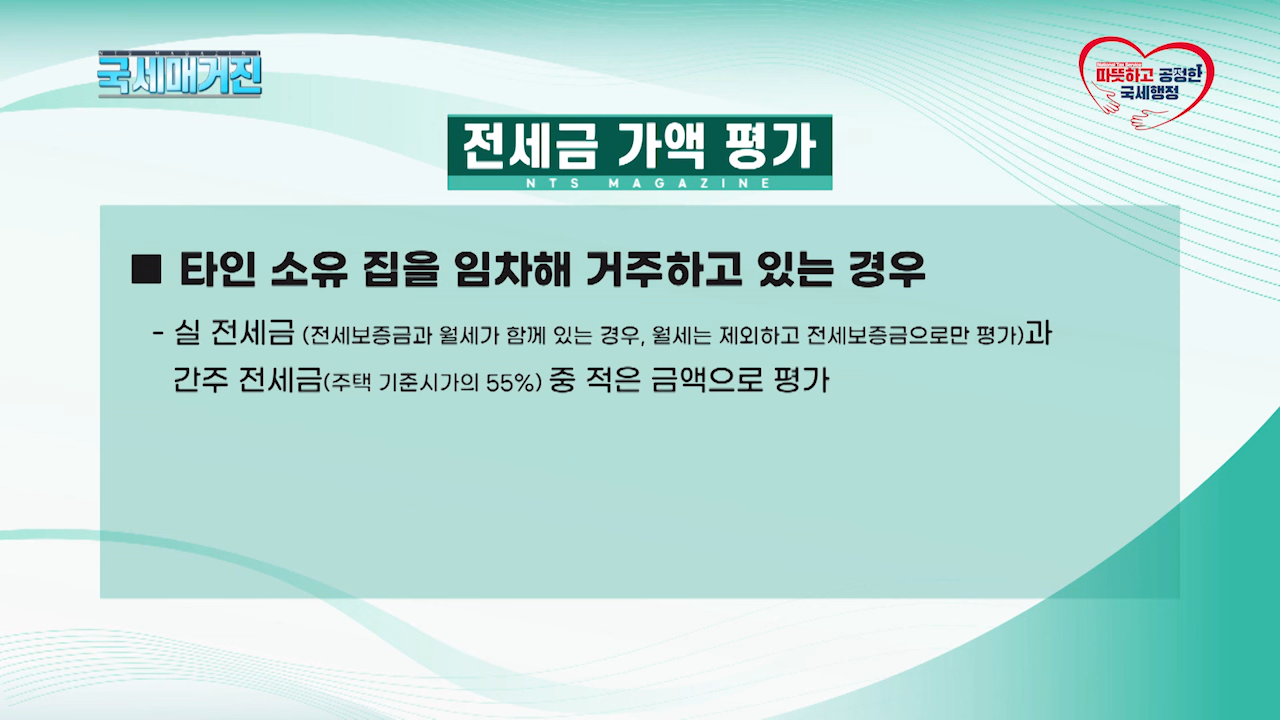 NTS MAGAZINE
국세매거진
National Tax Service
따뜻하고 공정한
국세행정
전세금 가액 평가
NTS MAGAZINE
■ 타인 소유 집을 임차해 거주하고 있는 경우
- 실 전세금 (전세보증금과 월세가 함께 있는 경우, 월세는 제외하고 전세보증금으로만 평가)과
간주 전세금(주택 기준시가의 55%) 중 적은 금액으로 평가